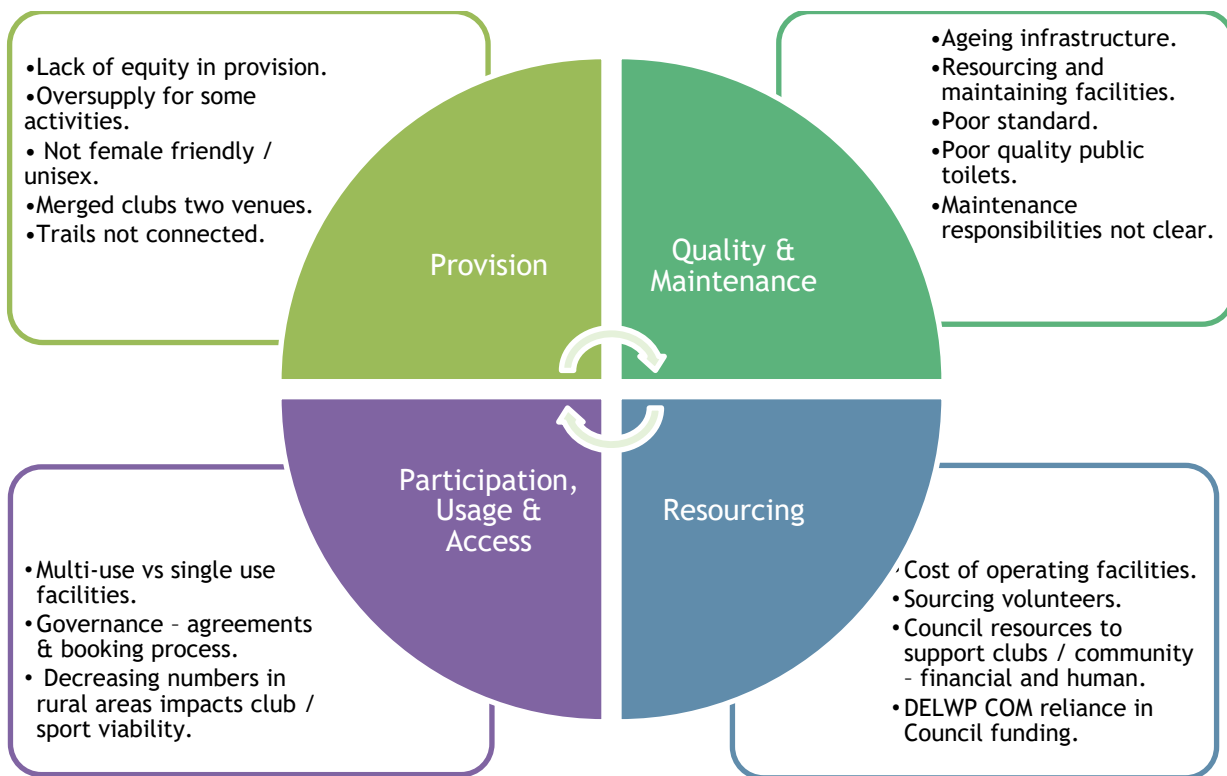 •Lack of equity in provision.
•Oversupply for some
activities.
• Not female friendly /
unisex.
•Merged clubs two venues.
•Trails not connected.
•Ageing infrastructure.
•Resourcing and
maintaining facilities.
•Poor standard.
•Poor quality public
toilets.
•Maintenance
responsibilities not clear.
Provision
Quality &
Maintenance
Participation,
Usage &
Access
Resourcing
•Multi-use vs single use
facilities.
•Governance – agreements
& booking process.
• Decreasing numbers in
rural areas impacts club /
sport viability.
•Cost of operating facilities.
•Sourcing volunteers.
•Council resources to
support clubs / community
– financial and human.
•DELWP COM reliance in
Council funding.